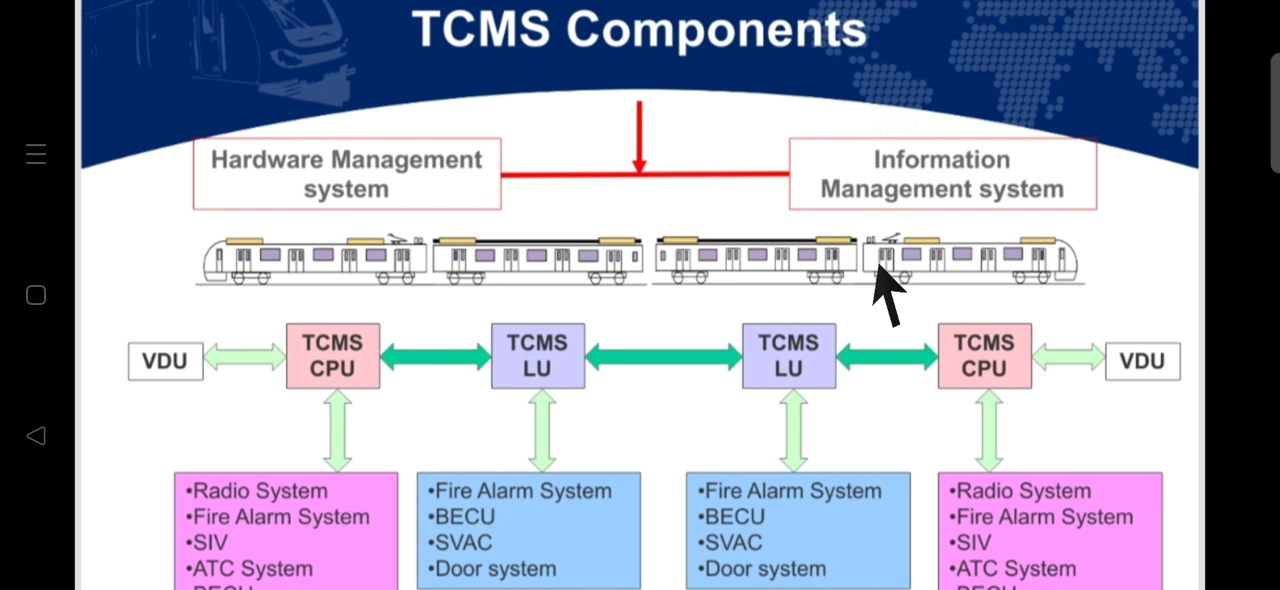 TCMS Components
Hardware Management
system
Information
Management system
VDU
TCMS
CPU
TCMS
LU
TCMS
LU
TCMS
CPU
VDU
•Radio System
•Fire Alarm System
•SIV
•ATC System
•Fire Alarm System
•BECU
•SVAC
•Door system
•Fire Alarm System
•BECU
•SVAC
•Door system
•Radio System
•Fire Alarm System
•SIV
•ATC System